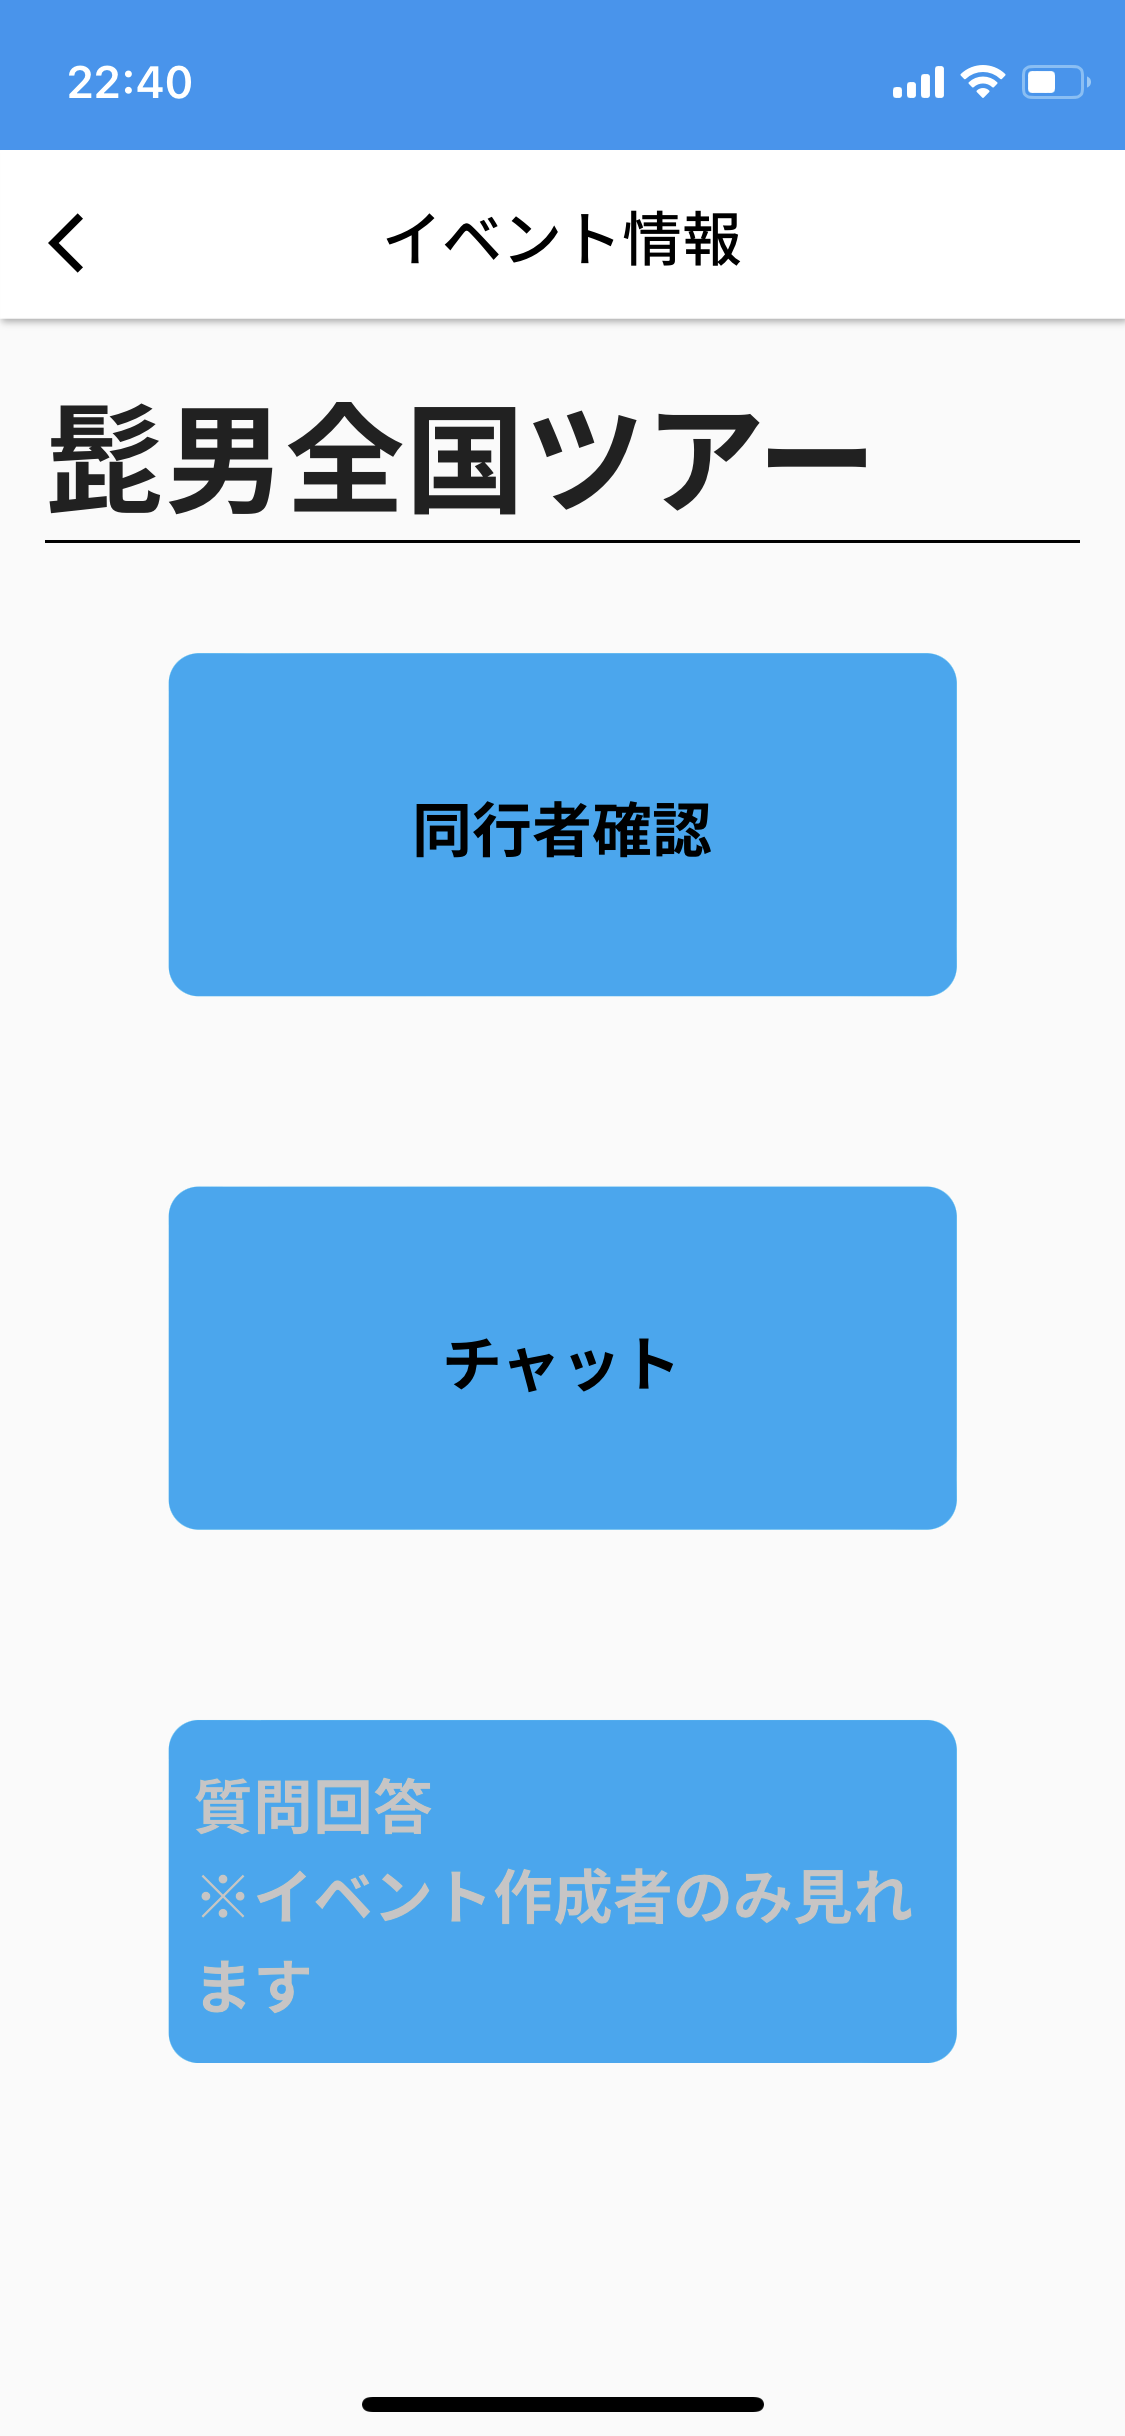 22:40
イベント情報
髭男全国ツアー
同行者確認
チャット
質問回答
※イベント作成者のみ見れ
ます